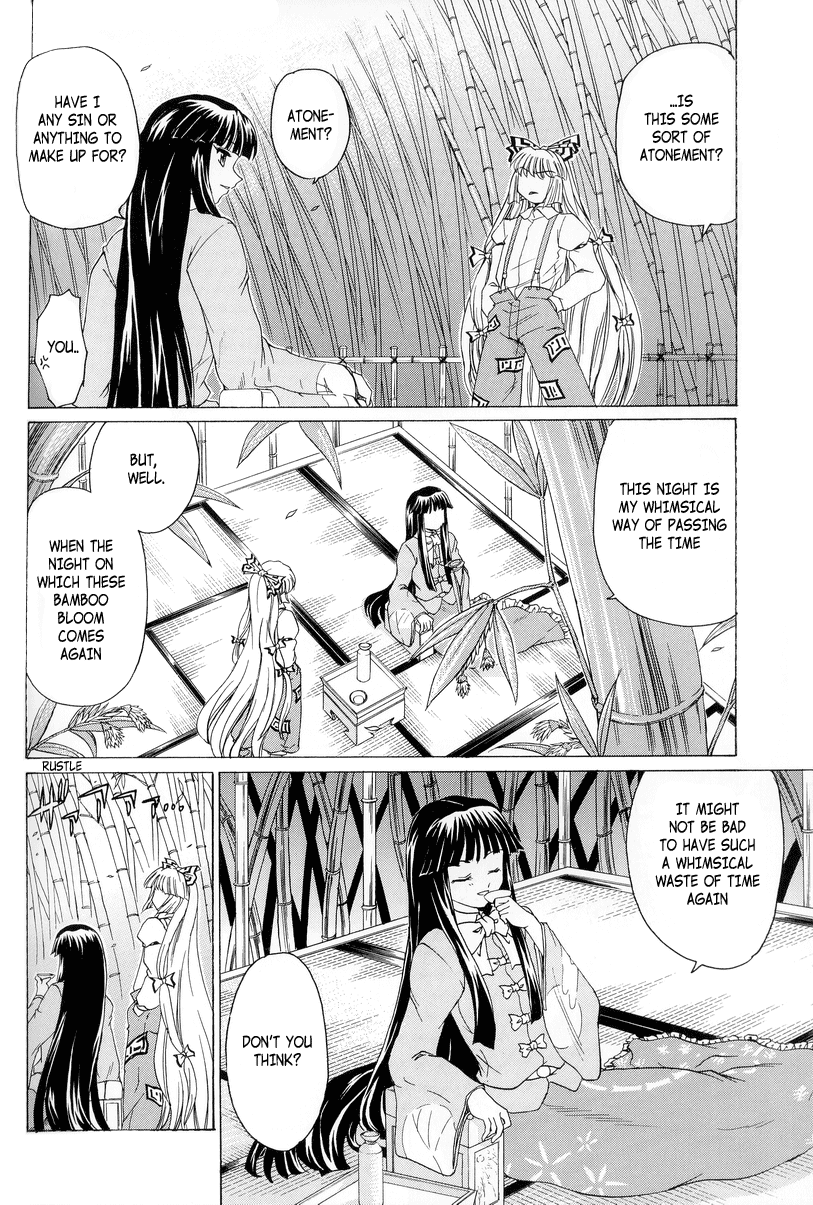 ...IS
THIS SOME
SORT OF
ATONEMENT?
ATONE-
MENT?
HAVE I
ANY SIN OR
ANYTHING TO
MAKE UP FOR?
YOU..
THIS NIGHT IS
MY WHIMSICAL
WAY OF PASSING
THE TIME
BUT,
WELL.
WHEN THE
NIGHT ON
WHICH THESE
BAMBOO
BLOOM
COMES
AGAIN
IT MIGHT
NOT BE BAD
TO HAVE SUCH
A WHIMSICAL
WASTE OF TIME
AGAIN
DON'T YOU
THINK?
RUSTLE